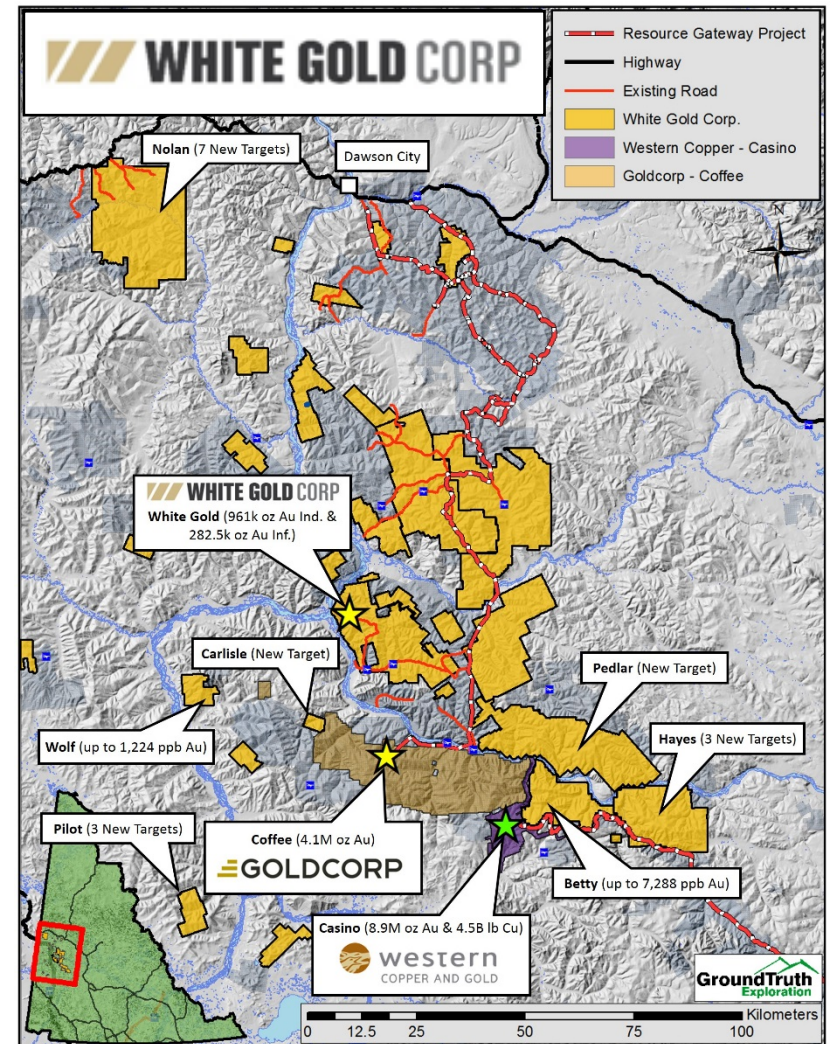 WHITE GOLD CORP
Resource Gateway Project
Highway
Existing Road
White Gold Corp.
Western Copper - Casino
Goldcorp - Coffee
Nolan (7 New Targets)
Dawson City
N
WHITE GOLD CORP
White Gold (961k oz Au Ind. &
282.5k oz Au Inf.)
Carlisle (New Target)
Pedlar (New Target)
Wolf (up to 1,224 ppb Au)
Hayes (3 New Targets)
Pilot (3 New Targets)
Coffee (4.1M oz Au)
GOLDCORP
Betty (up to 7,288 ppb Au)
Casino (8.9M oz Au & 4.5B lb Cu)
western
COPPER AND GOLD
GroundTruth
Exploration
Kilometers
0 12.5 25 50 75 100